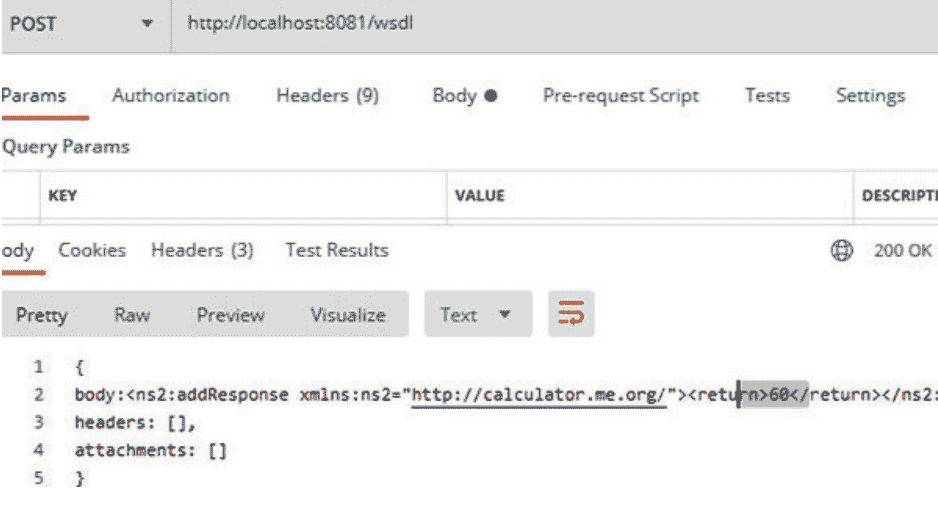 POST http://localhost:8081/wsdl
Params Authorization Headers (9) Body Pre-request Script Tests Settings
Query Params
KEY VALUE DESCRIPTI
ody Cookies Headers (3) Test Results 200 OK
Pretty Raw Preview Visualize Text
1 {
2 body:<ns2:addResponse xmlns:ns2="http://calculator.me.org/"><return>60</return></ns2:
3 headers: [],
4 attachments: []
5 }